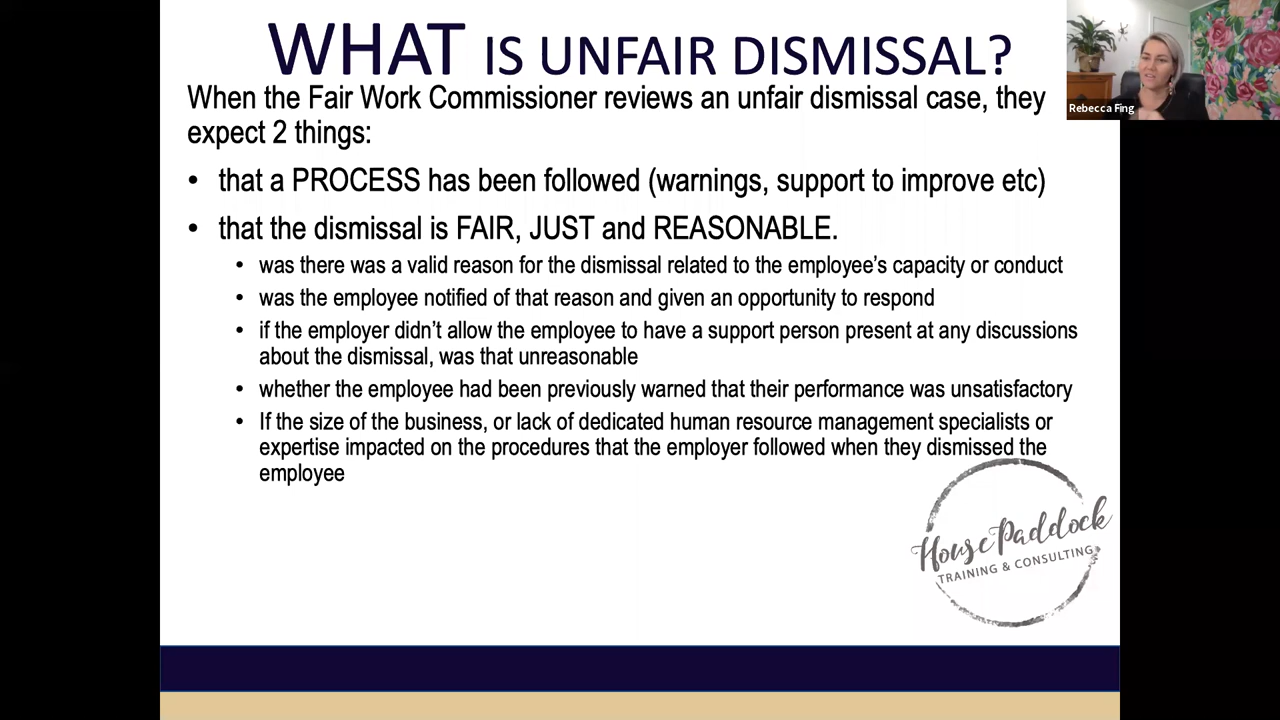 WHAT IS UNFAIR DISMISSAL?
When the Fair Work Commissioner reviews an unfair dismissal case, they
expect 2 things:
• that a PROCESS has been followed (warnings, support to improve etc)
• that the dismissal is FAIR, JUST and REASONABLE.
• was there was a valid reason for the dismissal related to the employee’s capacity or conduct
• was the employee notified of that reason and given an opportunity to respond
• if the employer didn’t allow the employee to have a support person present at any discussions
about the dismissal, was that unreasonable
• whether the employee had been previously warned that their performance was unsatisfactory
• If the size of the business, or lack of dedicated human resource management specialists or
expertise impacted on the procedures that the employer followed when they dismissed the
employee
House Paddock
TRAINING & CONSULTING
Rebecca Fing